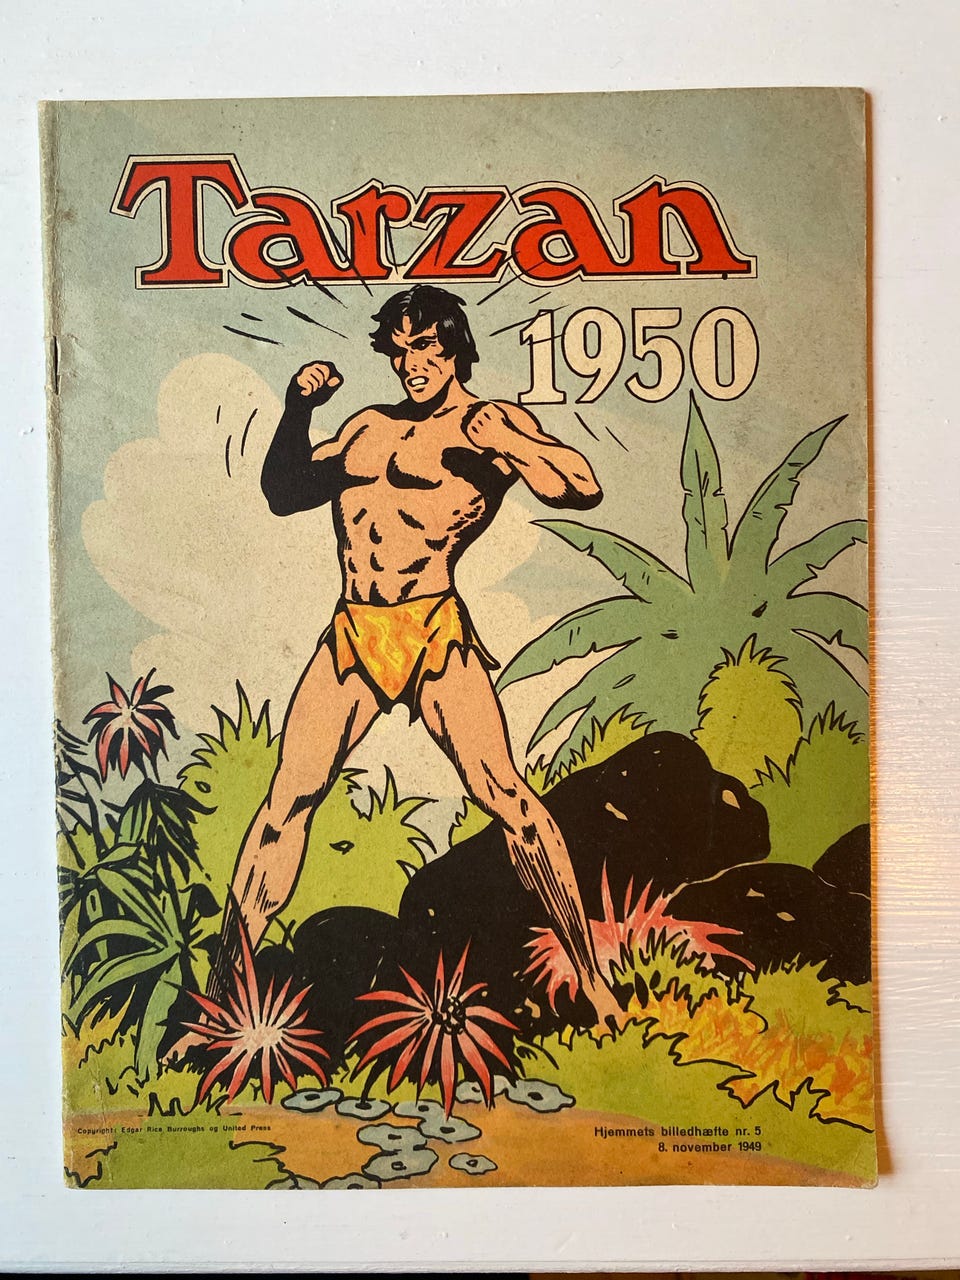 Tarzan
1950
Copyright: Edgar Rice Burroughs og United Press
Hjemmets billedhæfte nr. 5
8. november 1949